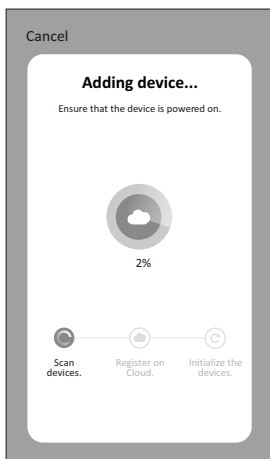 Cancel
Adding device...
Ensure that the device is powered on.
2%
Scan
devices.
Register on
Cloud.
Initialize the
devices.